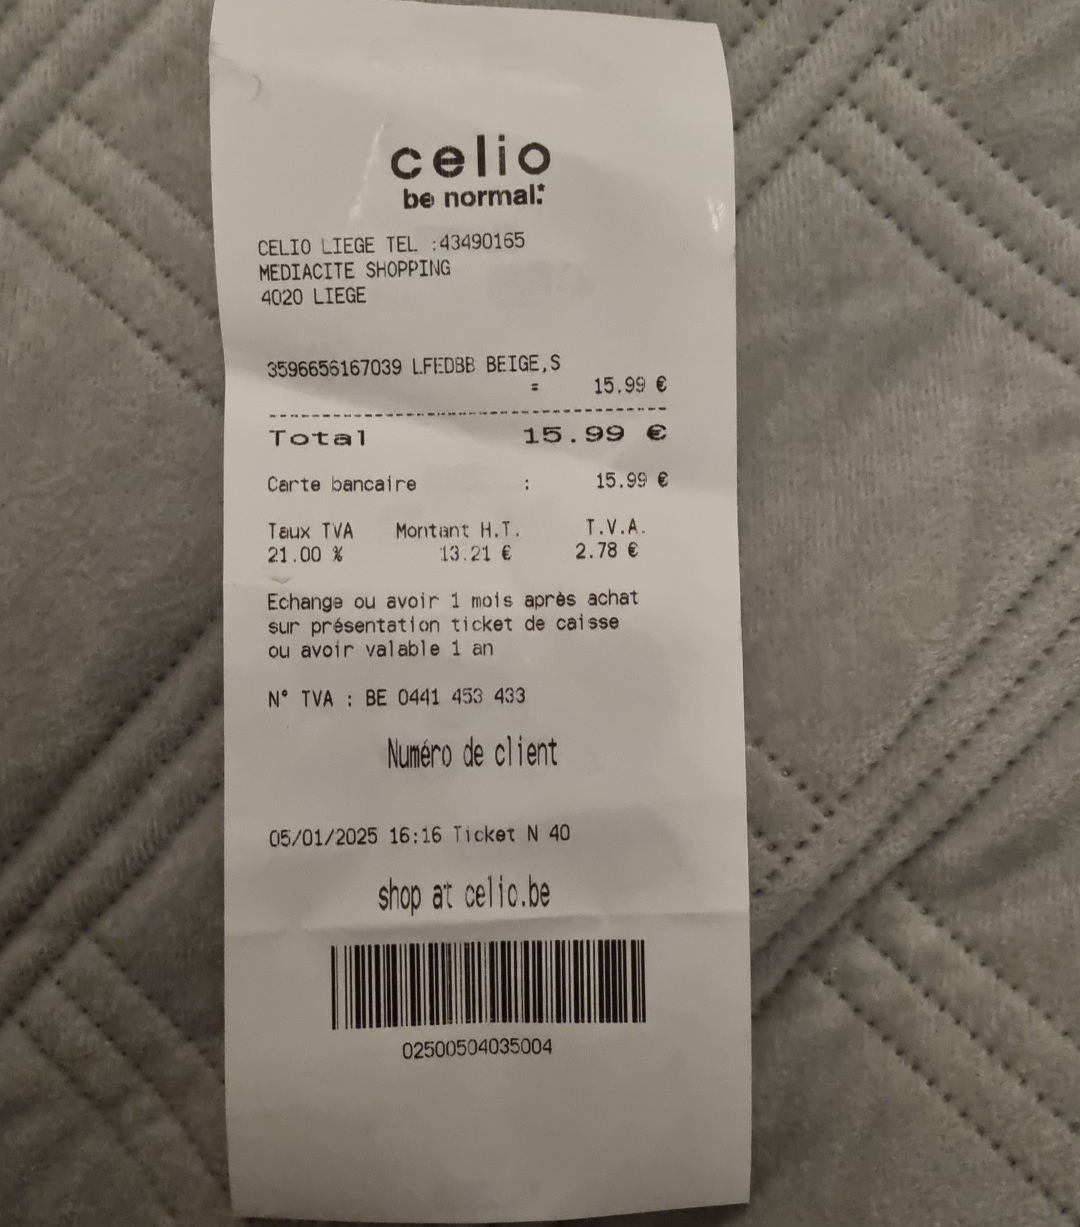 celio
be normal:*
CELIO LIEGE TEL :43490165
MEDIACITE SHOPPING
4020 LIEGE
3596656167039 LFEDBB BEIGE,S
= 15.99 €
Total 15.99 €
Carte bancaire : 15.99 €
Taux TVA Montant H.T. T.V.A.
21.00 % 13.21 € 2.78 €
Echange ou avoir 1 mois après achat
sur présentation ticket de caisse
ou avoir valable 1 an
N° TVA : BE 0441 453 433
Numéro de client
05/01/2025 16:16 Ticket N 40
shop at celio.be
02500504035004